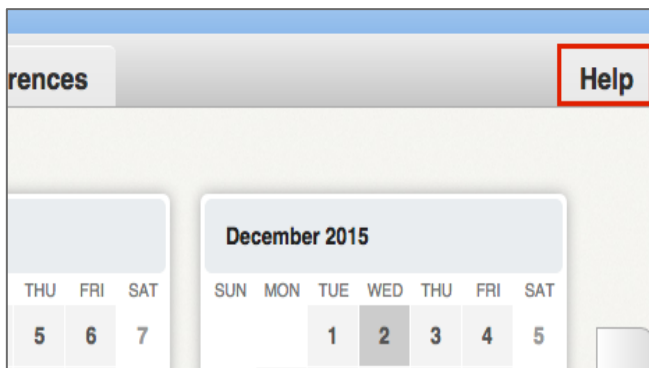 rences
Help
December 2015
THU FRI SAT
SUN MON TUE WED THU FRI SAT
5 6 7
1 2 3 4 5